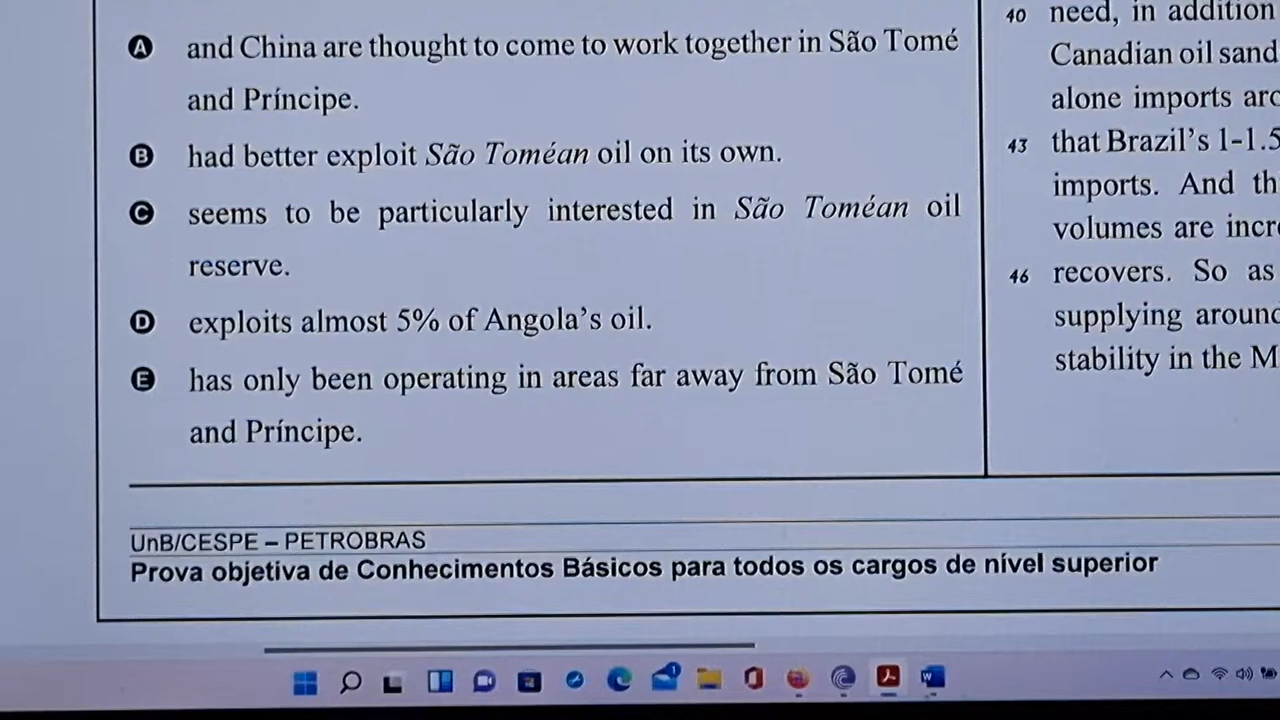 A and China are thought to come to work together in São Tomé
and Príncipe.
B had better exploit São Toméan oil on its own.
C seems to be particularly interested in São Toméan oil
reserve.
D exploits almost 5% of Angola's oil.
E has only been operating in areas far away from São Tomé
and Príncipe.
40 need, in addition
Canadian oil sand
alone imports
43 that Brazil's 1-1.5
imports. And
volumes are
46 recovers. So as
supplying
stability in the
UnB/CESPE – PETROBRAS
Prova objetiva de Conhecimentos Básicos para todos os cargos de nível superior